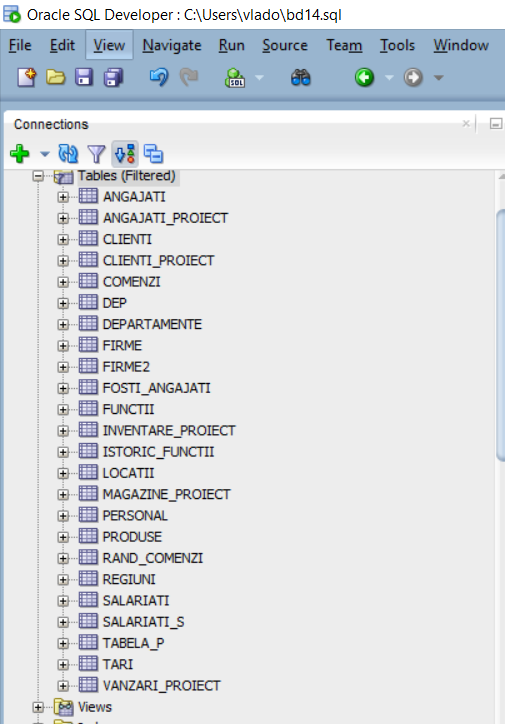 Oracle SQL Developer : C:\Users\vlado\bd14.sql
File Edit View Navigate Run Source Team Tools Window
SQL
Connections
Tables (Filtered)
ANGAJATI
ANGAJATI_PROIECT
CLIENTI
CLIENTI_PROIECT
COMENZI
DEP
DEPARTAMENTE
FIRME
FIRME2
FOSTI_ANGAJATI
FUNCTII
INVENTARE_PROIECT
ISTORIC_FUNCTII
LOCATII
MAGAZINE_PROIECT
PERSONAL
PRODUSE
RAND_COMENZI
REGIUNI
SALARIATI
SALARIATI_S
TABELA_P
TARI
VANZARI_PROIECT
Views